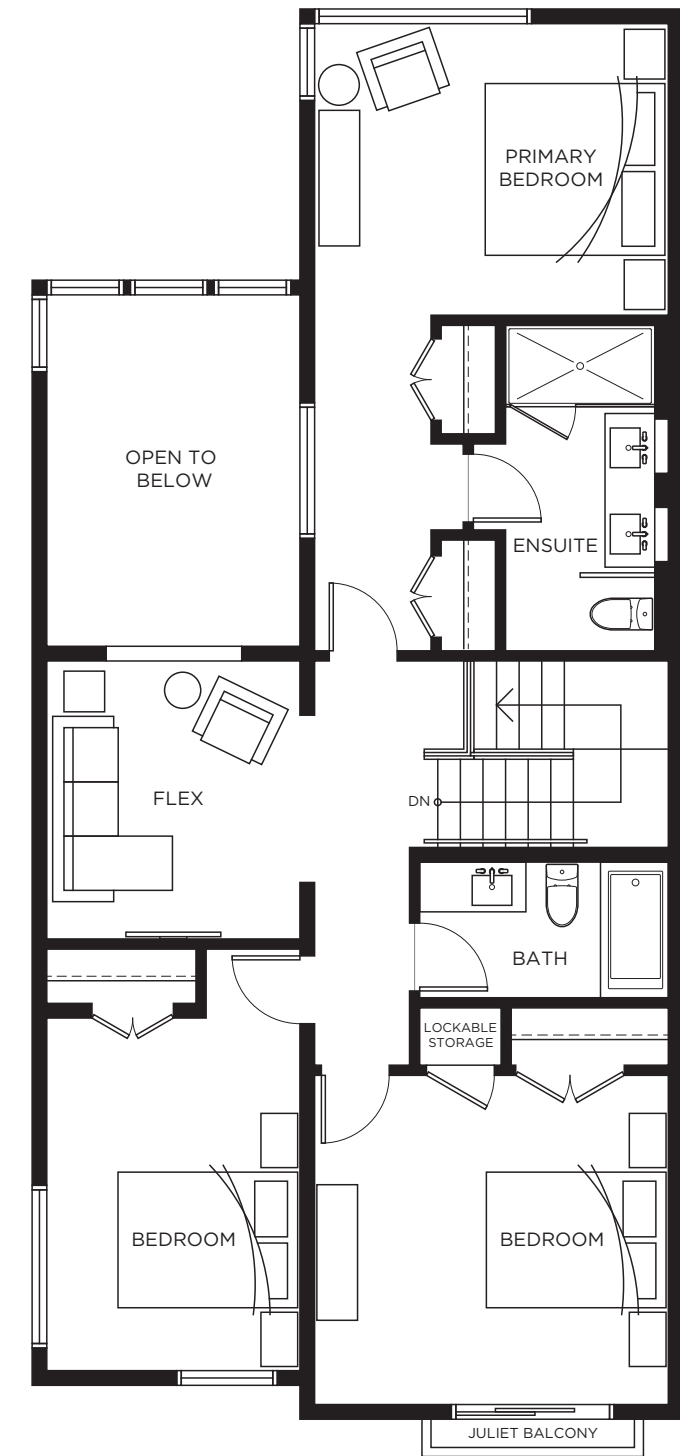 PRIMARY
BEDROOM
OPEN TO
BELOW
ENSUITE
FLEX
DN
BATH
LOCKABLE
STORAGE
BEDROOM
BEDROOM
JULIET BALCONY